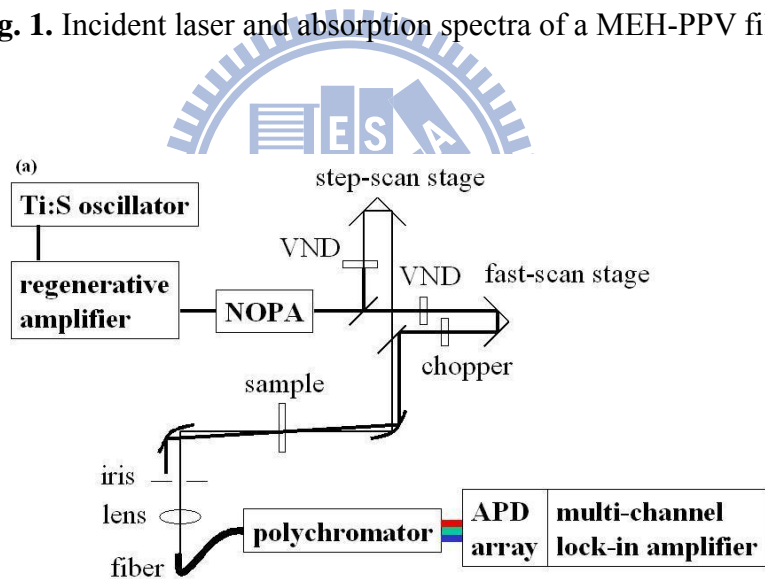 g. 1. Incident laser and absorption spectra of a MEH-PPV fi
ESA
(a)
step-scan stage
Ti:S oscillator
VND
VND
fast-scan stage
regenerative
amplifier
NOPA
chopper
sample
iris
lens
polychromator
APD
array
multi-channel
lock-in amplifier
fiber